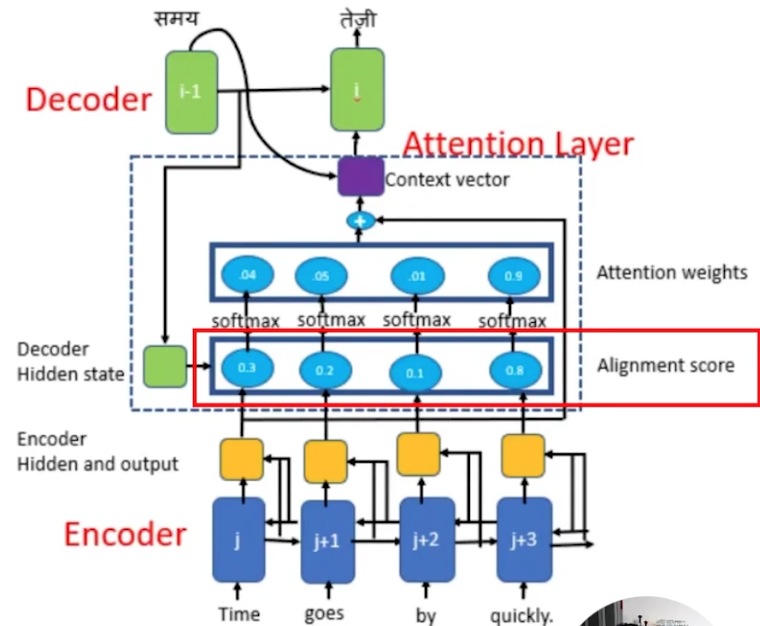 समय
तेज़ी
Decoder
i-1
i
Attention Layer
Context vector
+
.04
.05
.01
0.9
Attention weights
softmax
softmax
softmax
softmax
Decoder
Hidden state
0.3
0.2
0.1
0.8
Alignment score
Encoder
Hidden and output
Encoder
j
j+1
j+2
j+3
Time
goes
by
quickly.